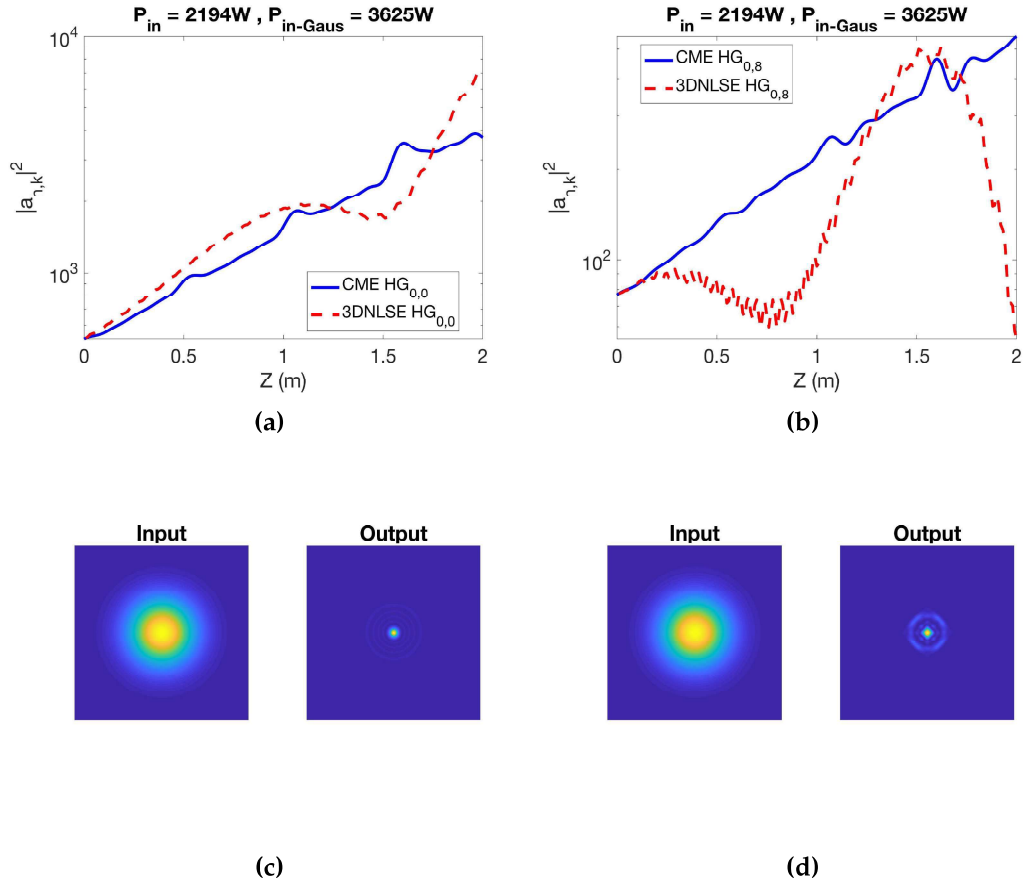 P_in = 2194W , P_in-Gaus = 3625W
10^4
10^3
|a_n,k|^2
CME HG_0,0
3DNLSE HG_0,0
0 0.5 1 1.5 2
Z (m)
(a)
P_in = 2194W , P_in-Gaus = 3625W
CME HG_0,8
3DNLSE HG_0,8
10^2
|a_n,k|^2
0 0.5 1 1.5 2
Z (m)
(b)
Input Output
(c)
Input Output
(d)